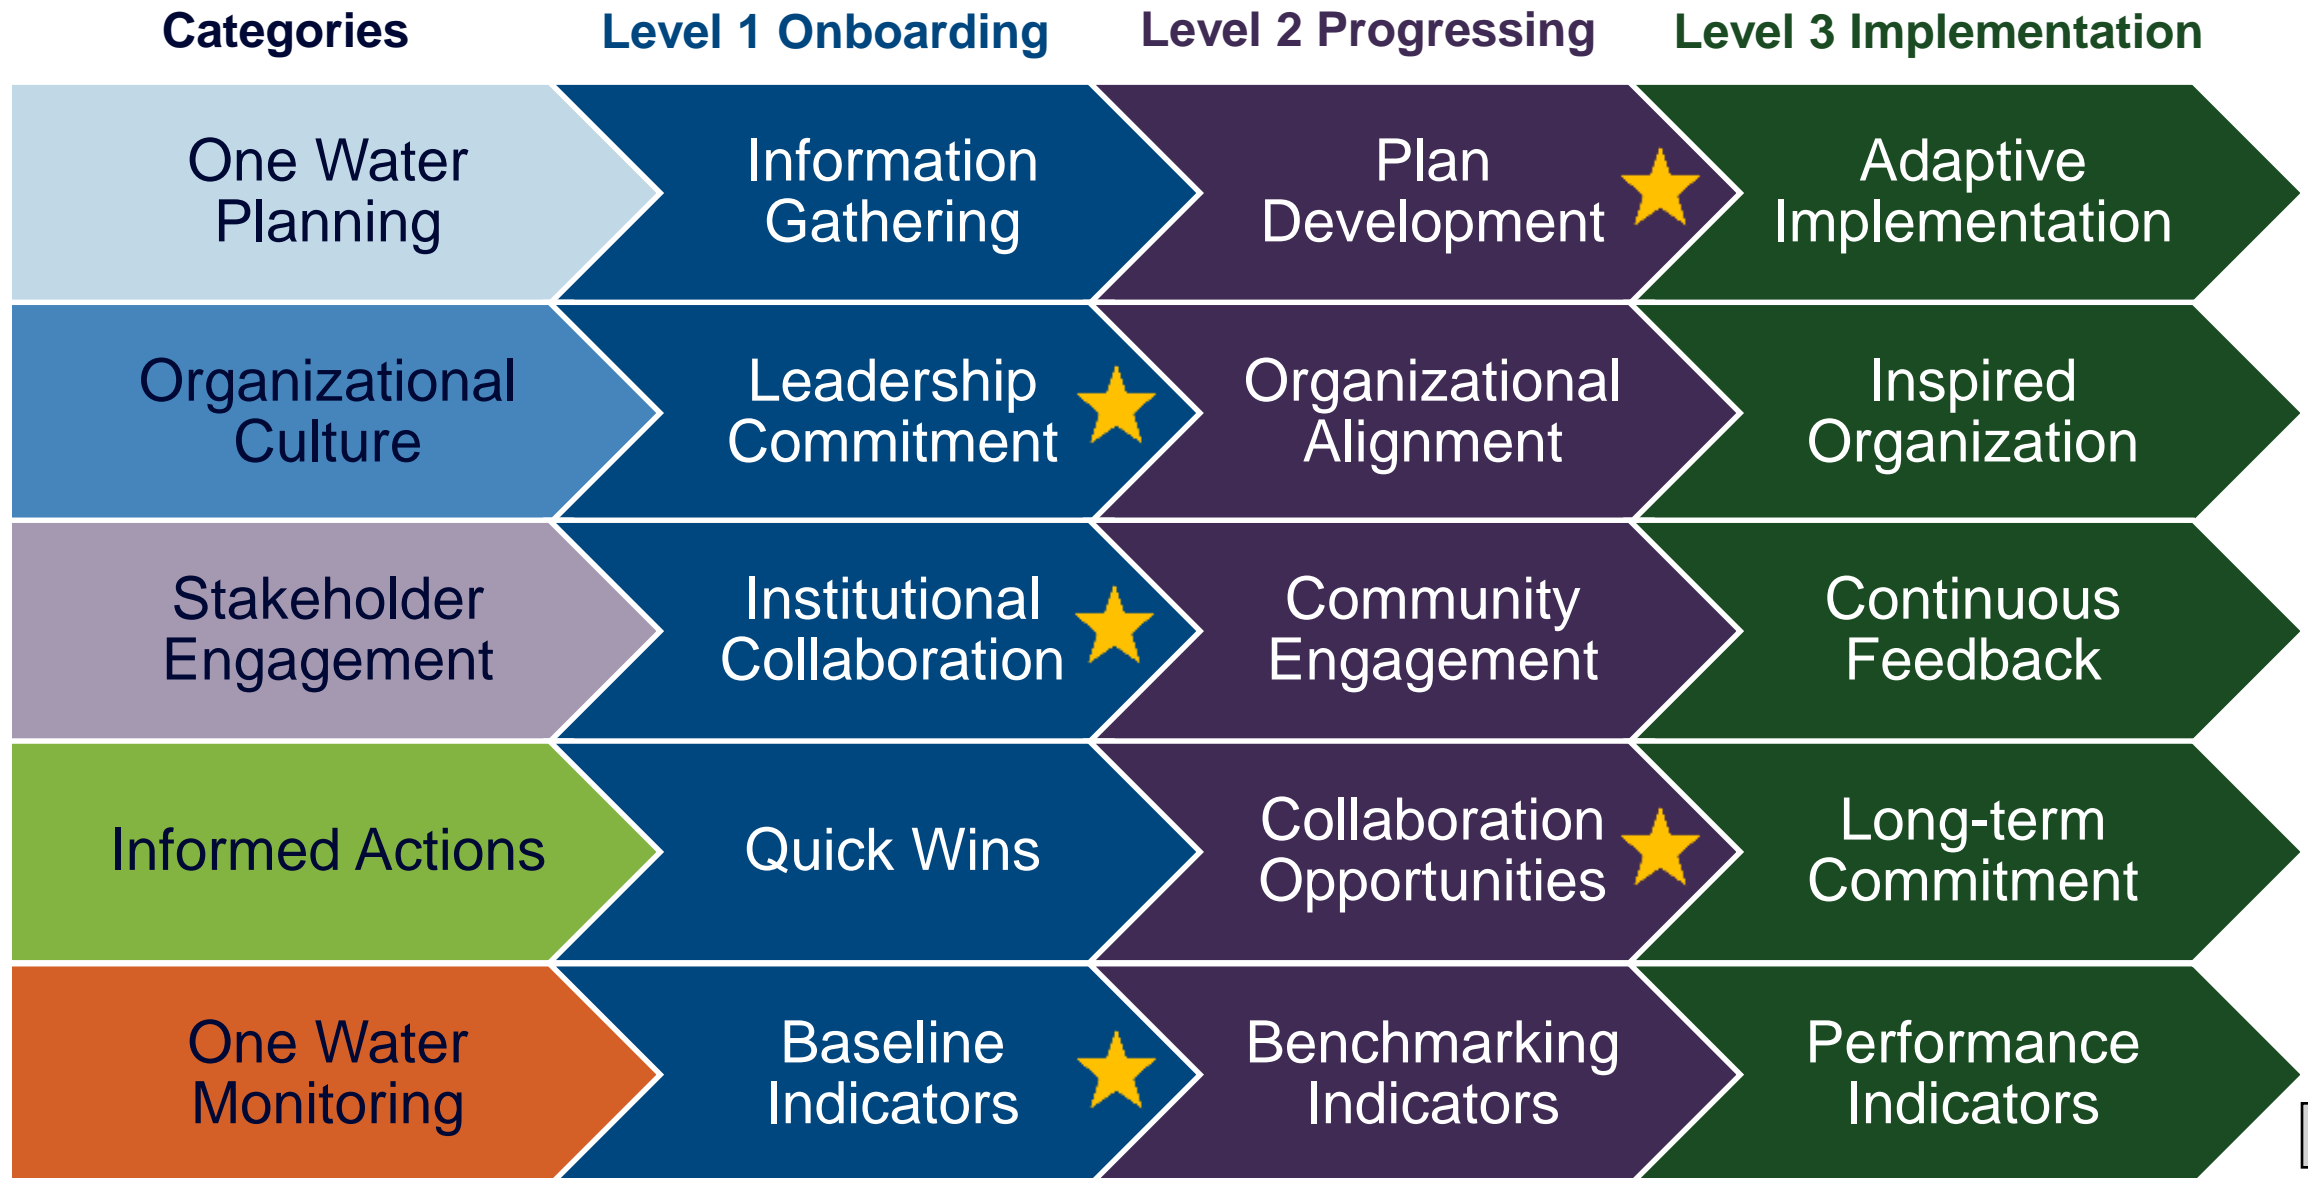 Categories
Level 1 Onboarding
Level 2 Progressing
Level 3 Implementation
One Water
Planning
Information
Gathering
Plan
Development
Adaptive
Implementation
Organizational
Culture
Leadership
Commitment
Organizational
Alignment
Inspired
Organization
Stakeholder
Engagement
Institutional
Collaboration
Community
Engagement
Continuous
Feedback
Informed Actions
Quick Wins
Collaboration
Opportunities
Long-term
Commitment
One Water
Monitoring
Baseline
Indicators
Benchmarking
Indicators
Performance
Indicators